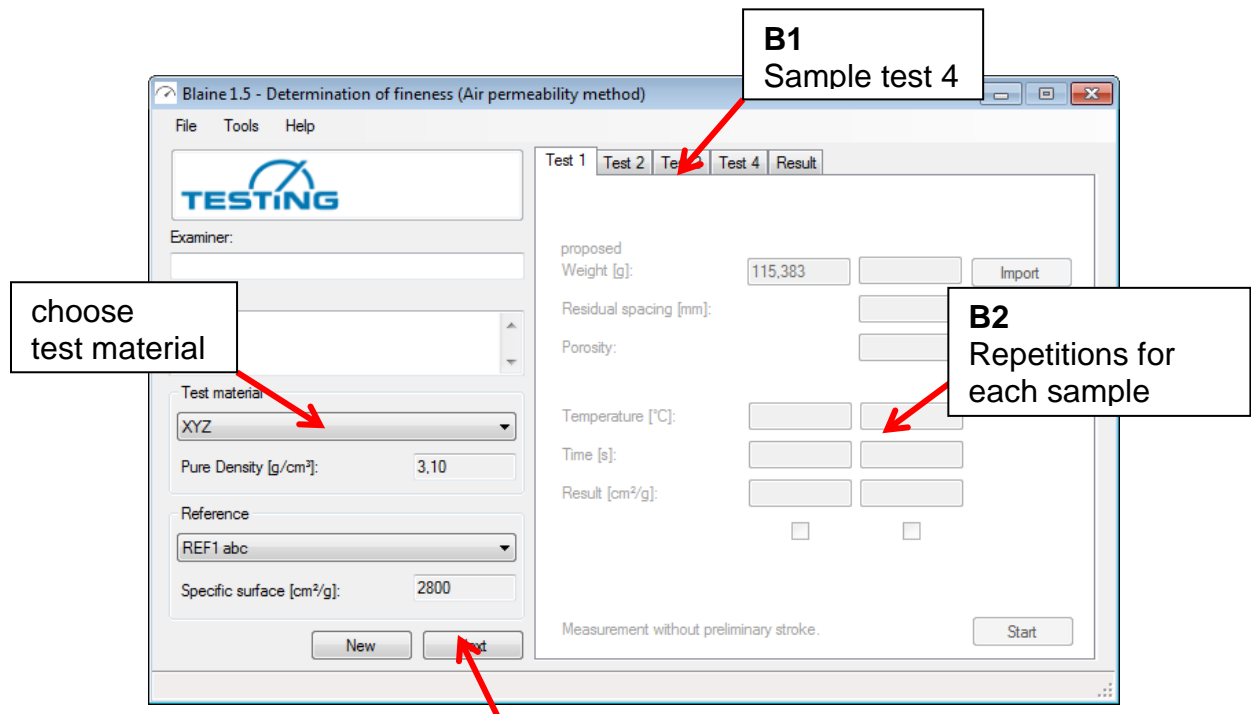 B1
Sample test 4
Blaine 1.5 - Determination of fineness (Air permeability method)
File Tools Help
TESTING
Test 1 Test 2 Test 4 Result
Examiner:
proposed
Weight [g]: 115,383 Import
choose
test material
Residual spacing [mm]:
Porosity:
B2
Repetitions for
each sample
Test material
XYZ
Temperature [°C]:
Pure Density [g/cm³]: 3,10
Time [s]:
Result [cm²/g]:
Reference
REF1 abc
Specific surface [cm²/g]: 2800
Measurement without preliminary stroke.
New Next
Start